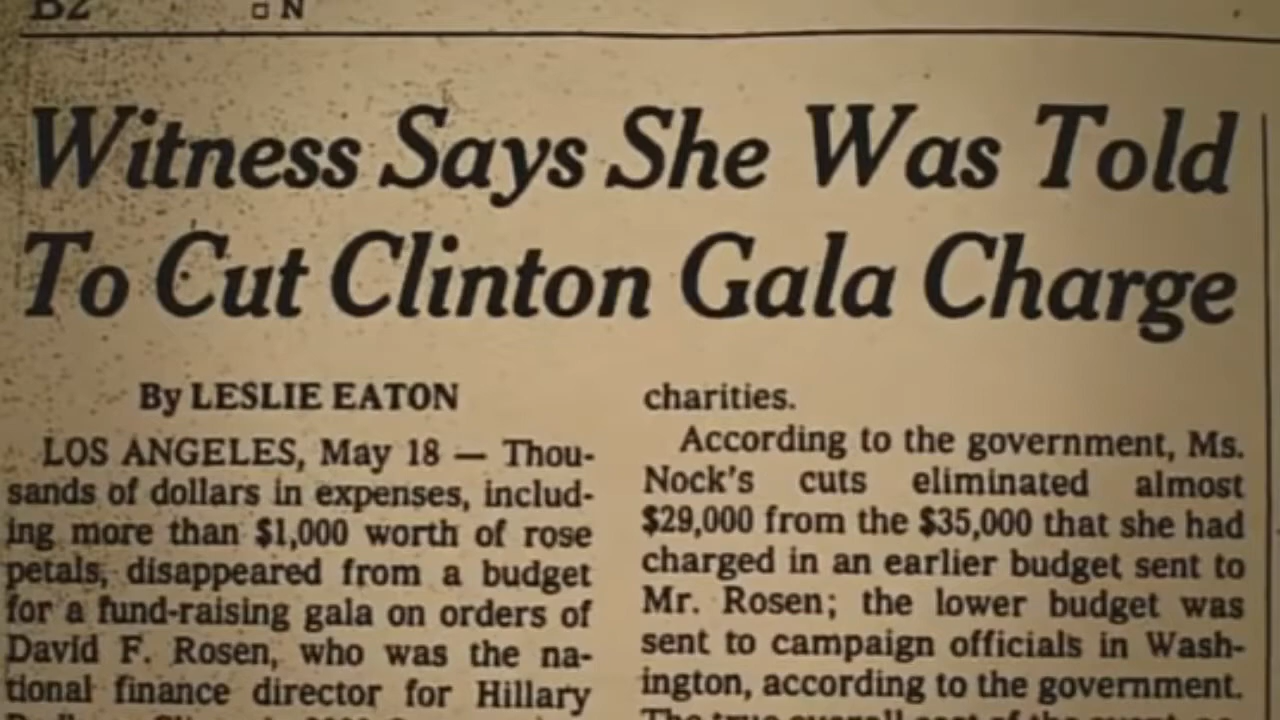 B2
N
Witness Says She Was Told
To Cut Clinton Gala Charge
By LESLIE EATON
LOS ANGELES, May 18 — Thou-
sands of dollars in expenses, includ-
ing more than $1,000 worth of rose
petals, disappeared from a budget
for a fund-raising gala on orders of
David F. Rosen, who was the na-
tional finance director for Hillary
charities.
According to the government, Ms.
Nock's cuts eliminated almost
$29,000 from the $35,000 that she had
charged in an earlier budget sent to
Mr. Rosen; the lower budget was
sent to campaign officials in Wash-
ington, according to the government.